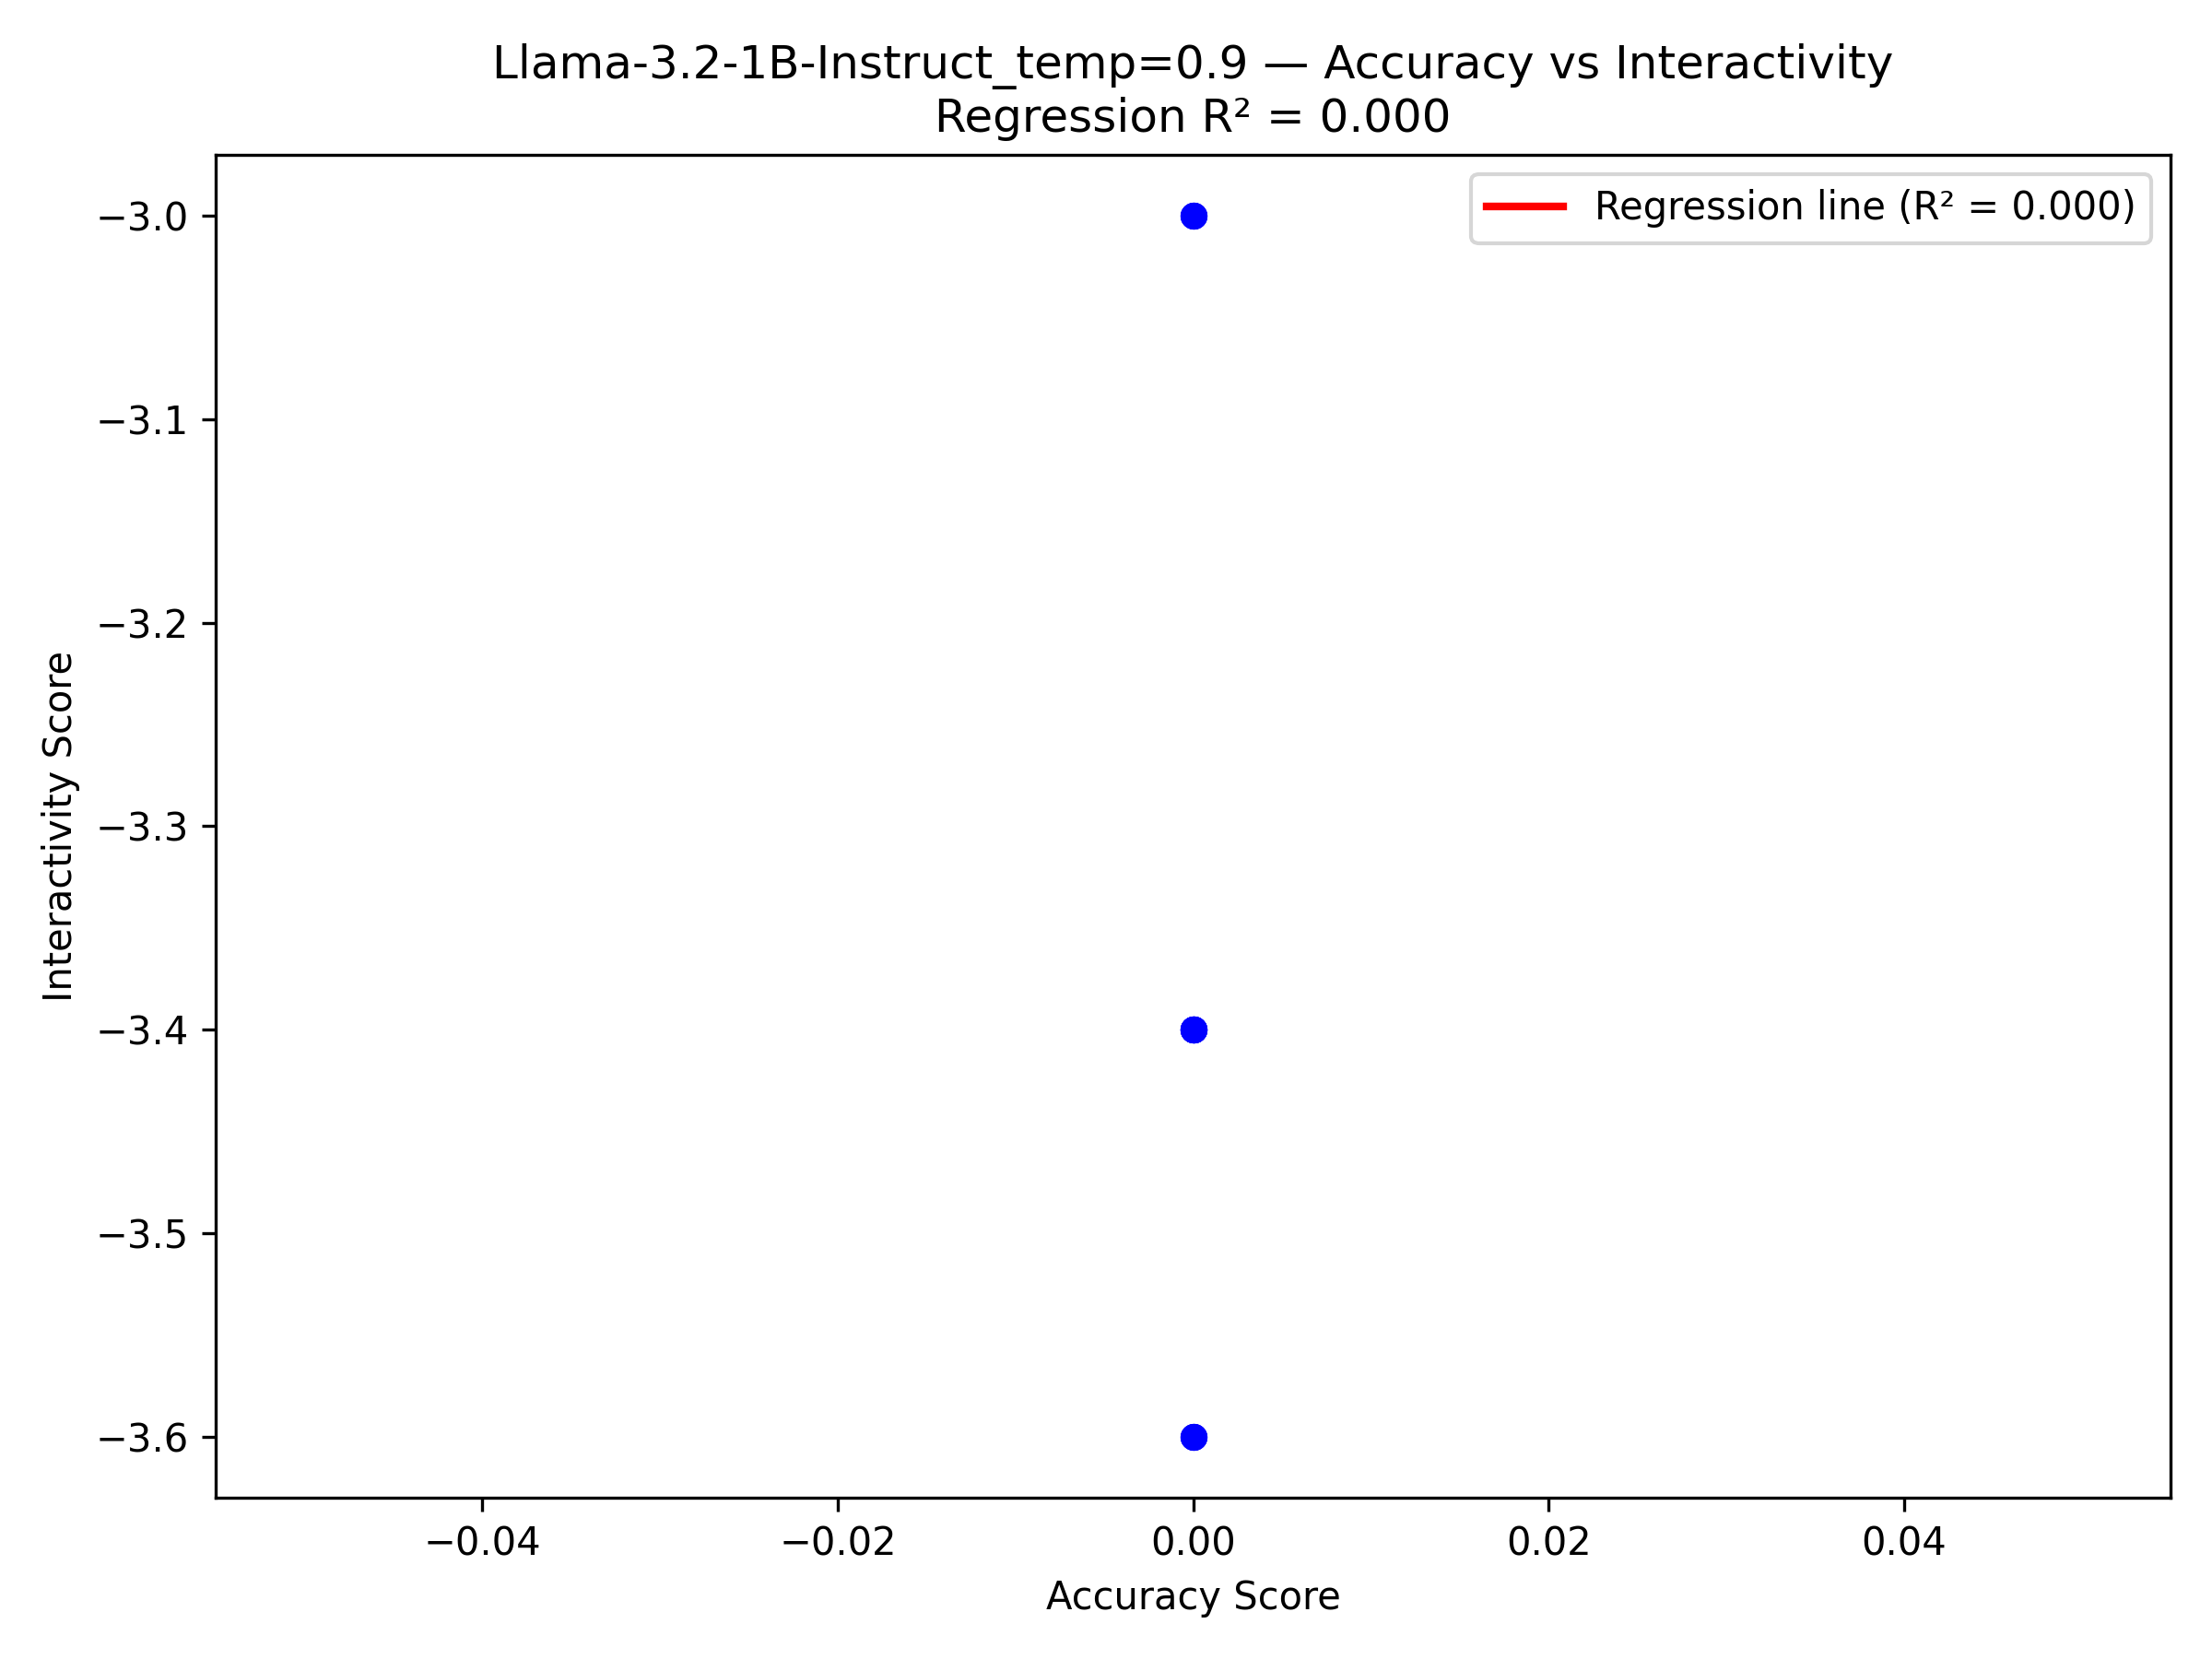 Llama-3.2-1B-Instruct_temp=0.9 — Accuracy vs Interactivity
Regression R² = 0.000
Regression line (R² = 0.000)
−3.0
−3.1
−3.2
−3.3
−3.4
−3.5
−3.6
Interactivity Score
−0.04
−0.02
0.00
0.02
0.04
Accuracy Score